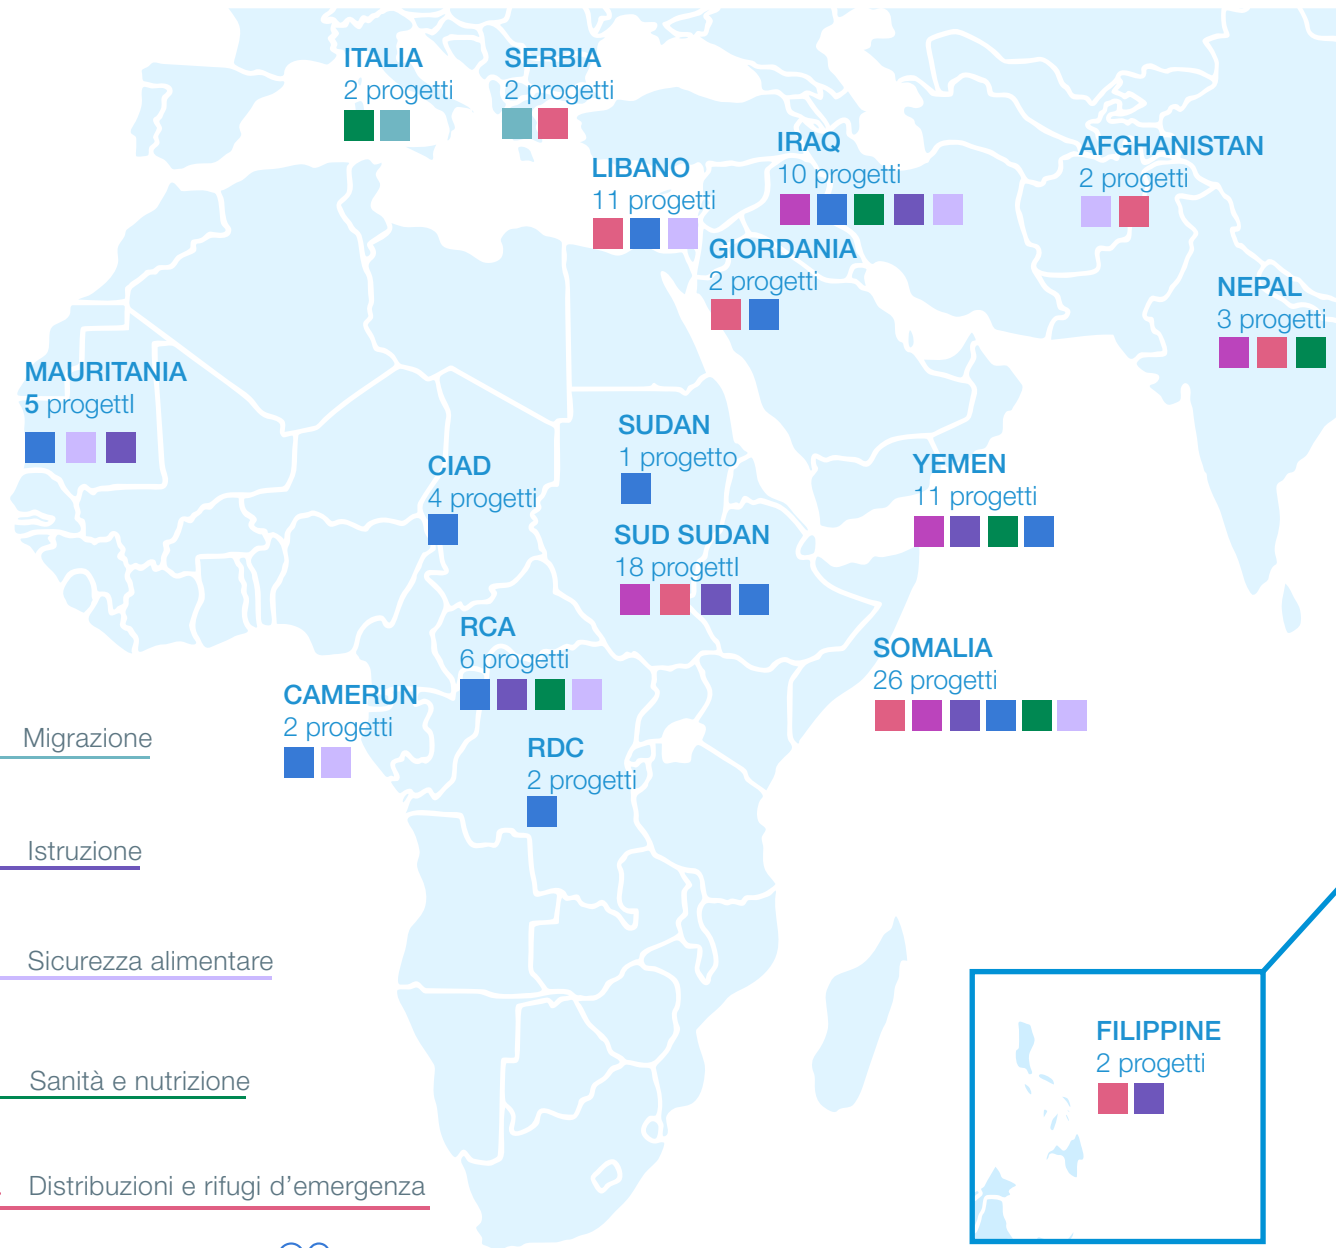 ITALIA
2 progetti
SERBIA
2 progetti
LIBANO
11 progetti
IRAQ
10 progetti
AFGHANISTAN
2 progetti
GIORDANIA
2 progetti
NEPAL
3 progetti
MAURITANIA
5 progettI
CIAD
4 progetti
SUDAN
1 progetto
YEMEN
11 progetti
SUD SUDAN
18 progettI
RCA
6 progetti
SOMALIA
26 progetti
CAMERUN
2 progetti
RDC
2 progetti
Migrazione
Istruzione
Sicurezza alimentare
Sanità e nutrizione
Distribuzioni e rifugi d’emergenza
FILIPPINE
2 progetti